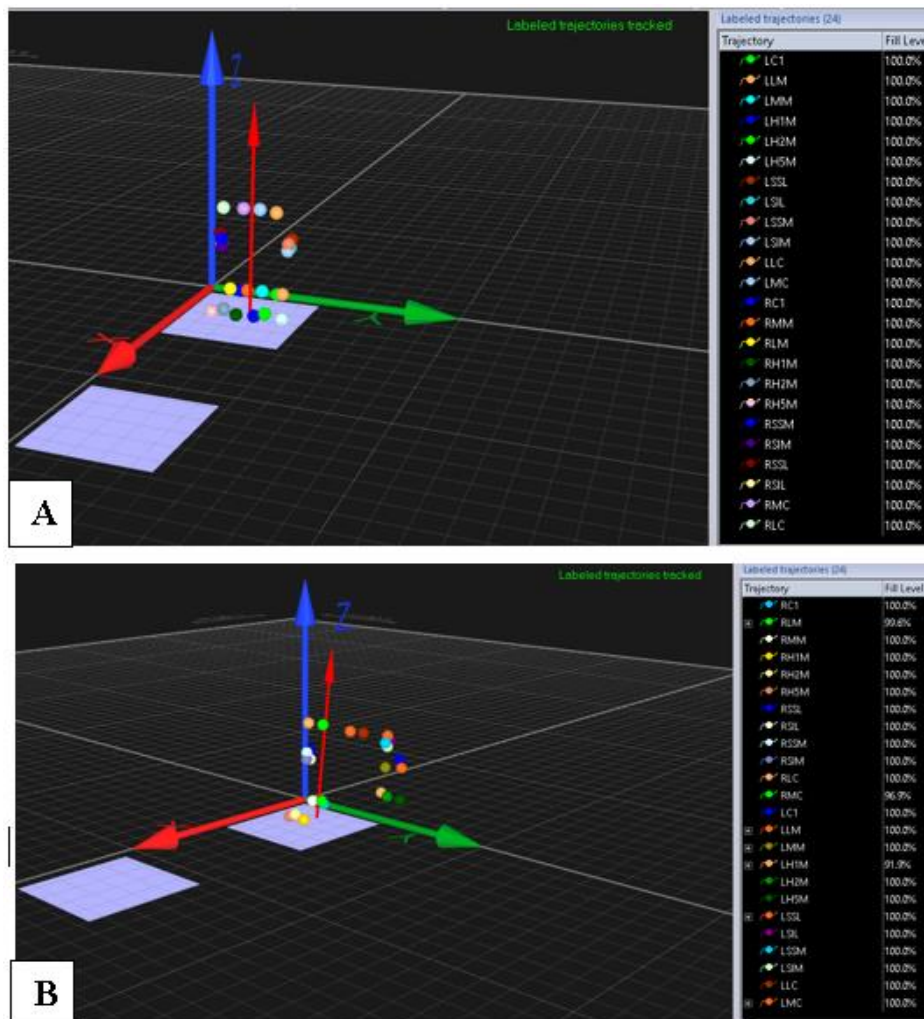 Labeled trajectories tracked
Labeled trajectories (24)
Trajectory Fill Leve
LC1 100.0%
LLM 100.0%
LMM 100.0%
LH1M 100.0%
LH2M 100.0%
LH5M 100.0%
LSSL 100.0%
LSIL 100.0%
LSSM 100.0%
LSIM 100.0%
LLC 100.0%
LMC 100.0%
RC1 100.0%
RMM 100.0%
RLM 100.0%
RH1M 100.0%
RH2M 100.0%
RH5M 100.0%
RSSM 100.0%
RSIM 100.0%
RSSL 100.0%
RSIL 100.0%
RMC 100.0%
RLC 100.0%
Z
X
Y
A
Labeled trajectories tracked
Labeled trajectories (24)
Trajectory Fill Level
RC1 100.0%
RLM 99.6%
RMM 100.0%
RH1M 100.0%
RH2M 100.0%
RH5M 100.0%
RSSL 100.0%
RSIL 100.0%
RSSM 100.0%
RSIM 100.0%
RLC 100.0%
RMC 96.9%
LC1 100.0%
LLM 100.0%
LMM 100.0%
LH1M 91.9%
LH2M 100.0%
LH5M 100.0%
LSSL 100.0%
LSIL 100.0%
LSSM 100.0%
LSIM 100.0%
LLC 100.0%
LMC 100.0%
Z
Y
B